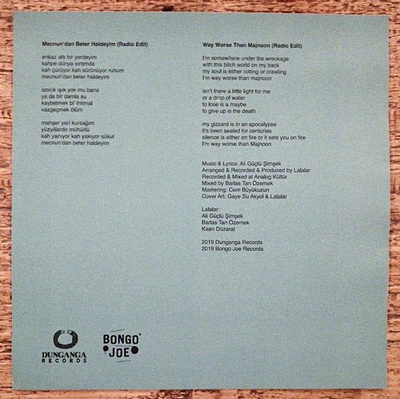 Mecnun'dan Beter Haldeyim (Radio Edit)
enkaz altı bir yerdeyim
kahpe dünya sırtımda
kah çürüyor kah sürünüyor ruhum
mecnun'dan beter haldeyim
azıcık ışık yok mu bana
ya da bir damla su
kaybetmek bi' ihtimal
vazgeçmek ölüm
mahşer yeri kursağım
yüzyıllardır mühürlü
kah yanıyor kah yakıyor sükut
mecnun'dan beter haldeyim
Way Worse Than Majnoon (Radio Edit)
I'm somewhere under the wreckage
with this bitch world on my back
my soul is either rotting or crawling
I'm way worse than majnoon
isn't there a little light for me
or a drop of water
to lose is a maybe
to give up is death
my gizzard is in an apocalypse
it's been sealed for centuries
silence is either on fire or it sets you on fire
I'm way worse than Majnoon
Music & Lyrics: Ali Güçlü Şimşek
Arranged & Recorded & Produced by Lalalar
Recorded & Mixed at Analog Kültür
Mixed by Barlas Tan Özemek
Mastering: Cem Büyükuzun
Cover Art: Gaye Su Akyol & Lalalar
Lalalar:
Ali Güçlü Şimşek
Barlas Tan Özemek
Kaan Düzarat
2019 Dunganga Records
2019 Bongo Joe Records
DUNGANGA
RECORDS
BONGO
JOE